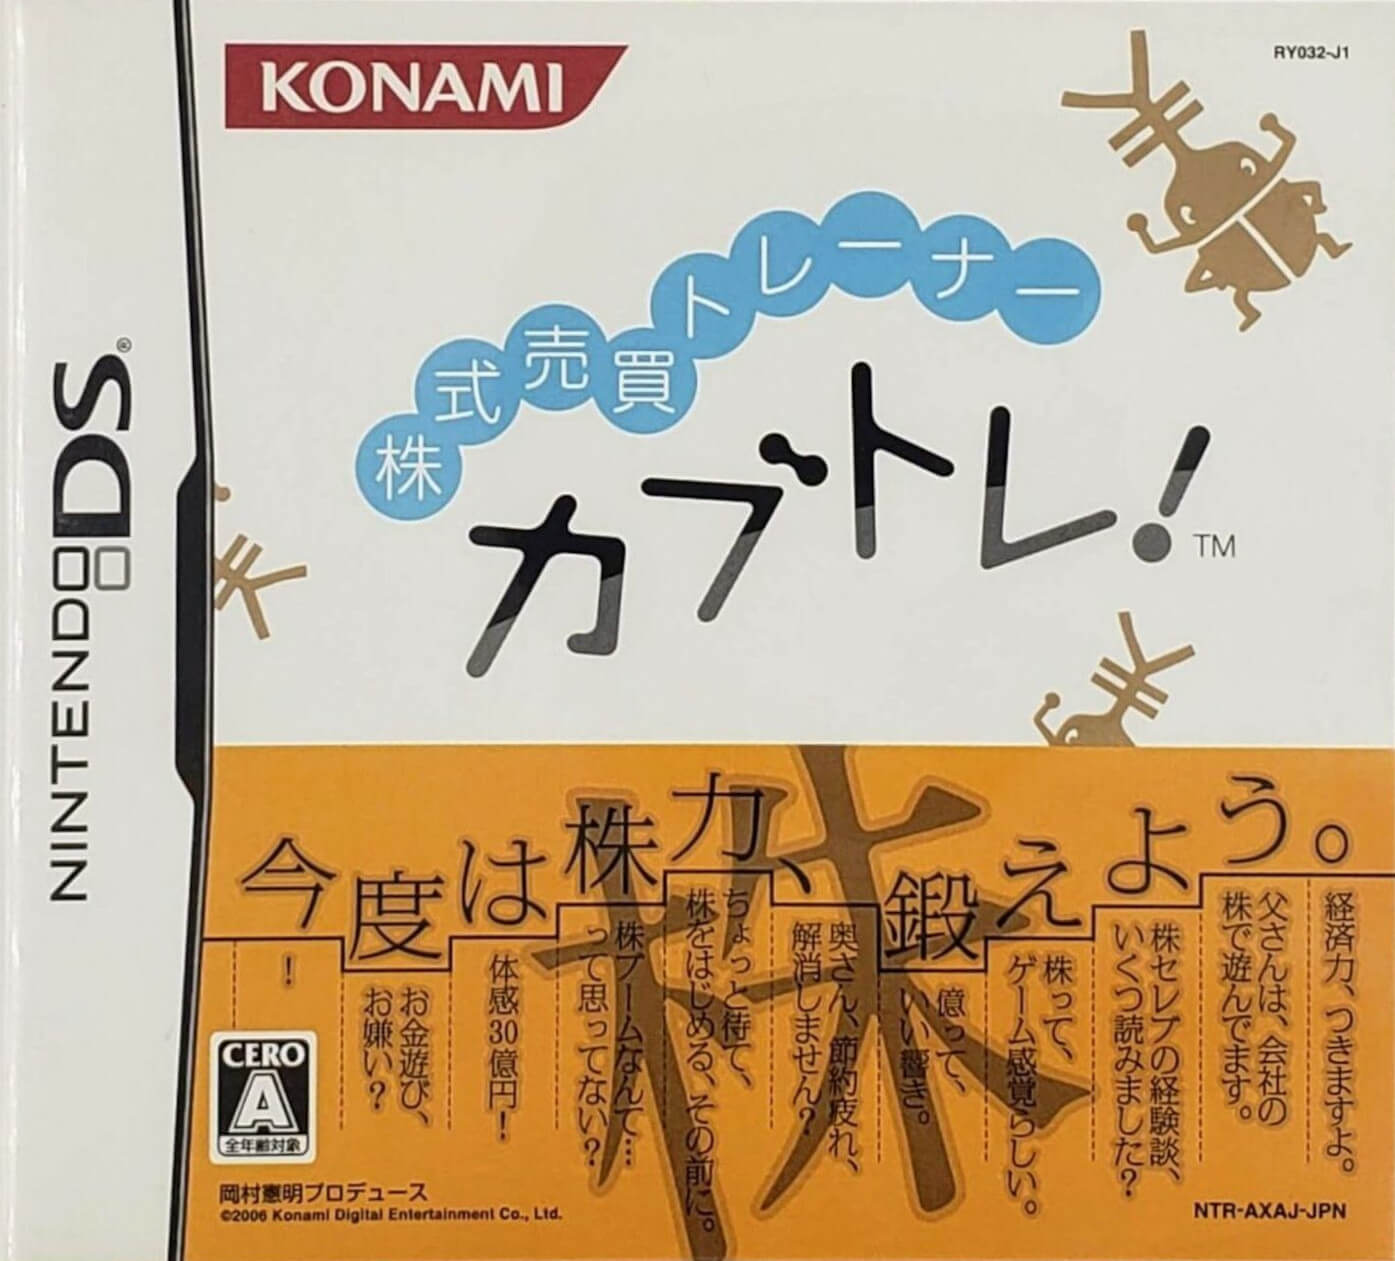 KONAMI
RY032-J1
株式売買トレーナー
カブトレ!™
NINTENDO DS®
今度は株力、鍛えよう。
経済力、つきますよ。
父さんは、会社の
株で遊んでます。
株セレブの経験談、
いくつ読みました?
株って、
ゲーム感覚らしい。
億って、
いい響き。
奥さん、節約疲れ、
解消しません?
ちょっと待て、
株をはじめる、その前に。
株ブームなんて…
って思ってない?
体感30億円!
お金遊び、
お嫌い?
!
株
CERO
A
全年齢対象
岡村憲明プロデュース
©2006 Konami Digital Entertainment Co., Ltd.
NTR-AXAJ-JPN